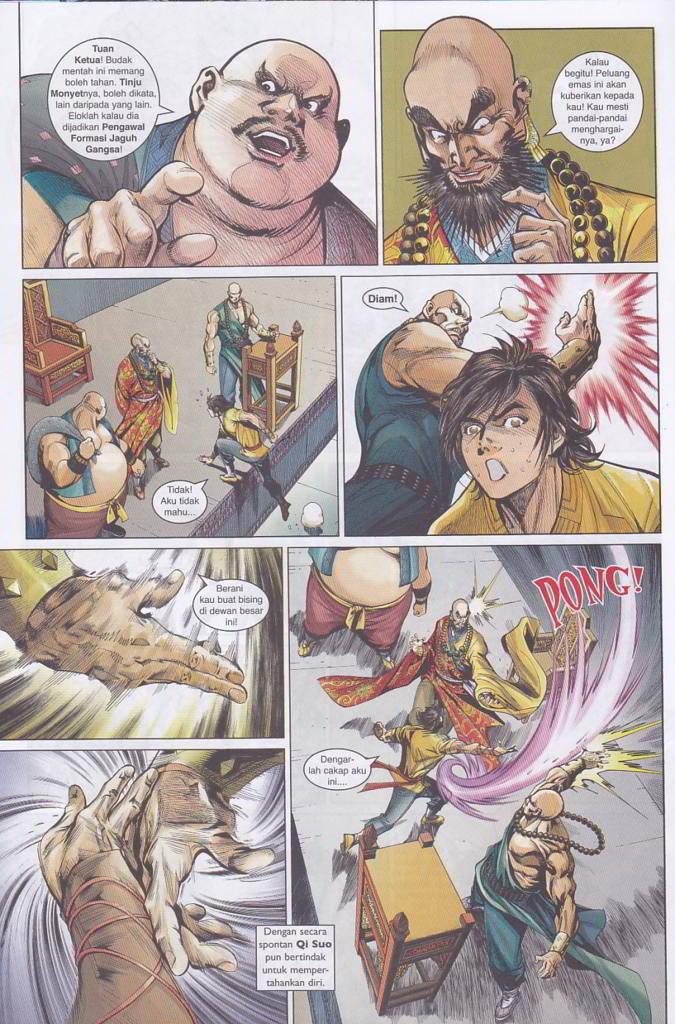 Tuan
Ketua! Budak
mentah ini memang
boleh tahan. Tinju
Monyetnya, boleh dikata,
lain daripada yang lain.
Eloklah kalau dia
dijadikan Pengawal
Formasi Jaguh
Gangsa!
Kalau
begitu! Peluang
emas ini akan
kuberikan kepada
kau! Kau mesti
pandai-pandai
menghargai-
nya, ya?
Tidak!
Aku tidak
mahu...
Diam!
Berani
kau buat bising
di dewan besar
ini!
PONG!
Dengar-
lah cakap aku
ini....
Dengan secara
spontan Qi Suo
pun bertindak
untuk memper-
tahankan diri.